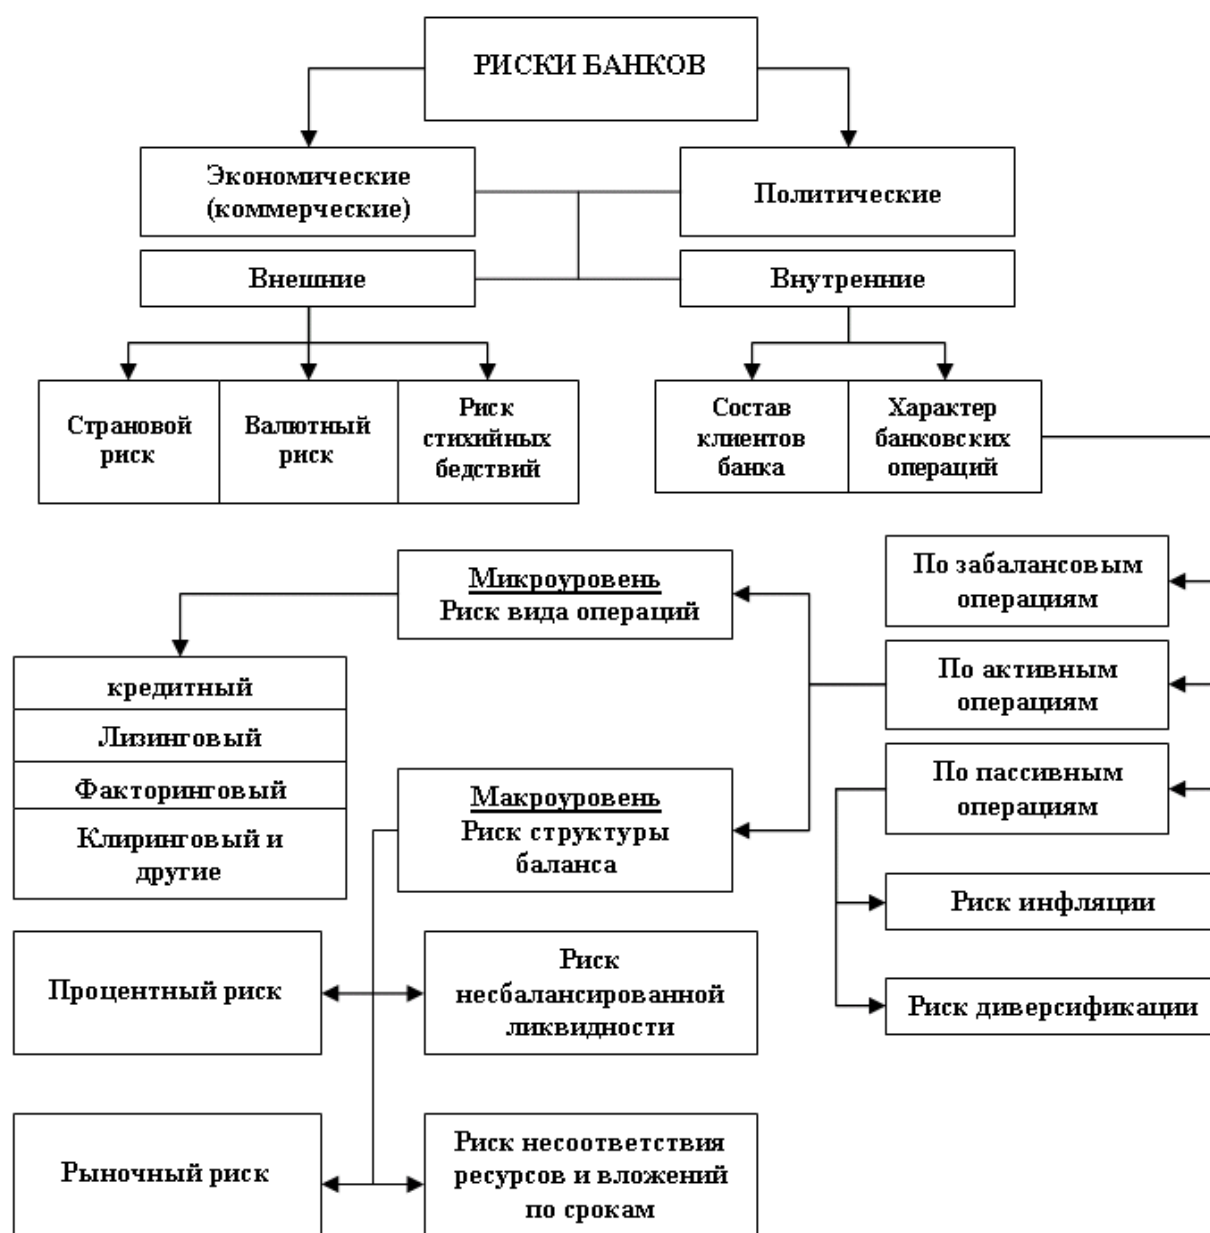 РИСКИ БАНКОВ
Экономические
(коммерческие)
Политические
Внешние
Внутренние
Страновой
риск
Валютный
риск
Риск
стихийных
бедствий
Состав
клиентов
банка
Характер
банковских
операций
Микроуровень
Риск вида операций
По забалансовым
операциям
кредитный
Лизинговый
Факторинговый
Клиринговый и
другие
По активным
операциям
Макроуровень
Риск структуры
баланса
По пассивным
операциям
Риск инфляции
Процентный риск
Риск
несбалансированной
ликвидности
Риск диверсификации
Рыночный риск
Риск несоответствия
ресурсов и вложений
по срокам